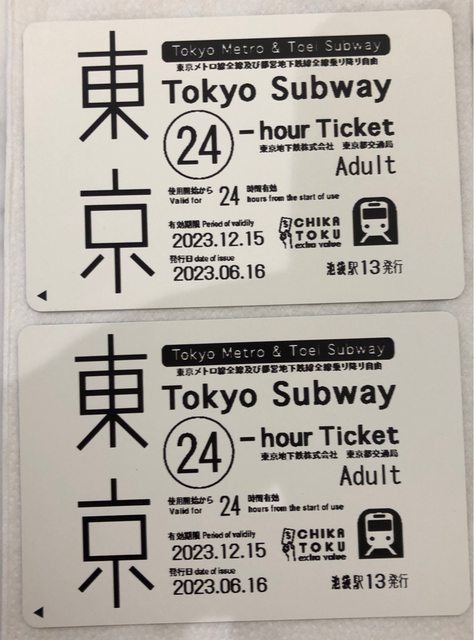 東京
Tokyo Metro & Toei Subway
東京メトロ線全線及び都営地下鉄線全線乗り降り自由
Tokyo Subway
24 -hour Ticket
東京地下鉄株式会社 東京都交通局
Adult
使用開始から 24 時間有効
Valid for hours from the start of use
有効期限 Period of validity
2023.12.15
発行日 date of issue
2023.06.16
CHIKA
TOKU
extra value
池袋駅13発行
東京
Tokyo Metro & Toei Subway
東京メトロ線全線及び都営地下鉄線全線乗り降り自由
Tokyo Subway
24 -hour Ticket
東京地下鉄株式会社 東京都交通局
Adult
使用開始から 24 時間有効
Valid for hours from the start of use
有効期限 Period of validity
2023.12.15
発行日 date of issue
2023.06.16
CHIKA
TOKU
extra value
池袋駅13発行